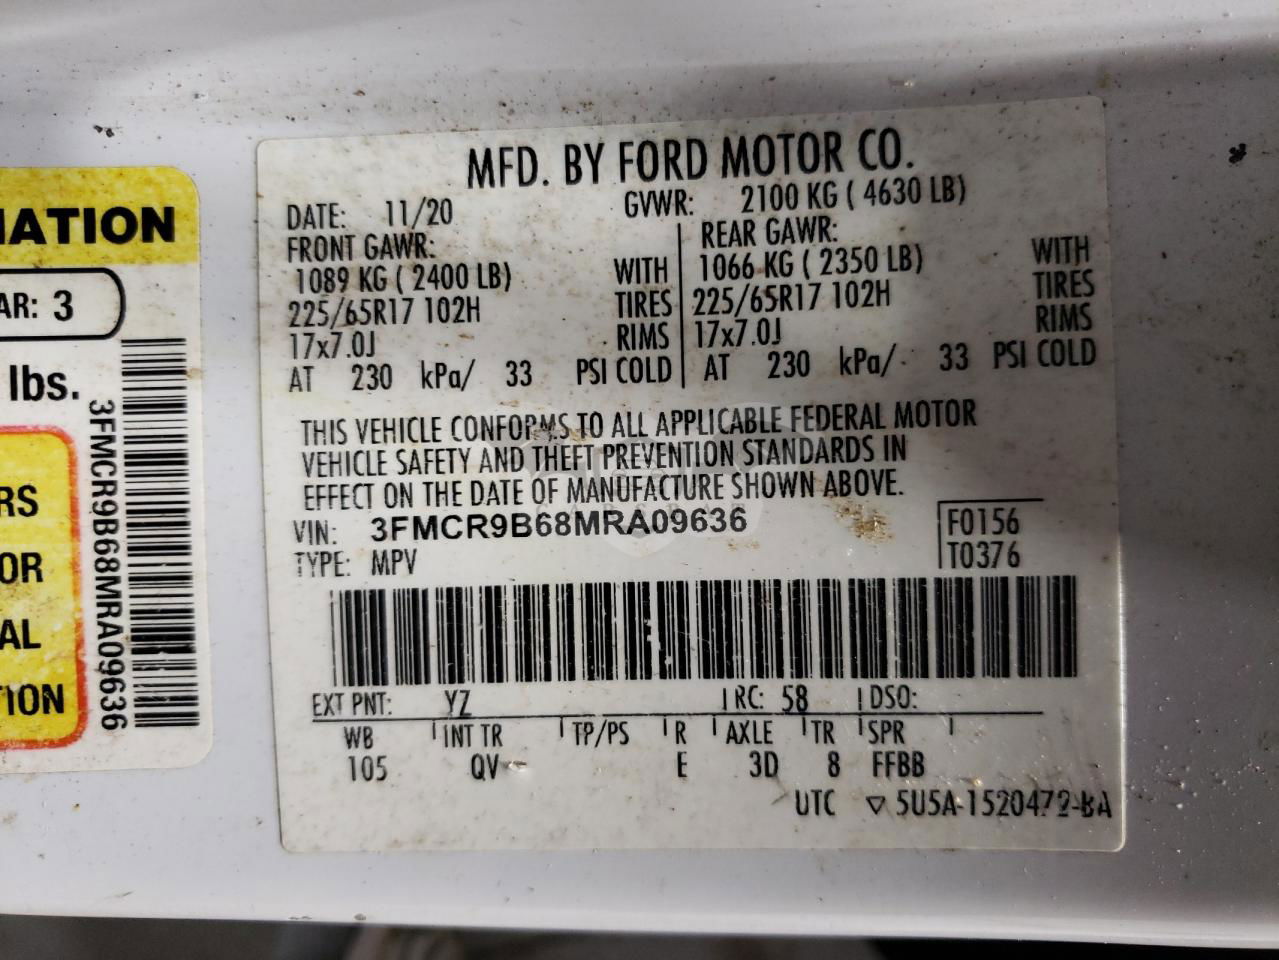 MFD. BY FORD MOTOR CO.
DATE: 11/20 GVWR: 2100 KG ( 4630 LB)
FRONT GAWR: REAR GAWR:
1089 KG ( 2400 LB) WITH 1066 KG ( 2350 LB) WITH
225/65R17 102H TIRES 225/65R17 102H TIRES
17x7.0J RIMS 17x7.0J RIMS
AT 230 kPa/ 33 PSI COLD AT 230 kPa/ 33 PSI COLD
THIS VEHICLE CONFORMS TO ALL APPLICABLE FEDERAL MOTOR
VEHICLE SAFETY AND THEFT PREVENTION STANDARDS IN
EFFECT ON THE DATE OF MANUFACTURE SHOWN ABOVE.
VIN: 3FMCR9B68MRA09636 F0156
TYPE: MPV T0376
EXT PNT: YZ RC: 58 DSO:
WB INT TR TP/PS R AXLE TR SPR
105 QV E 3D 8 FFBB
UTC ▽ 5U5A-1520472-BA
IATION
AR: 3
lbs.
RS
OR
AL
TION
3FMCR9B68MRA09636